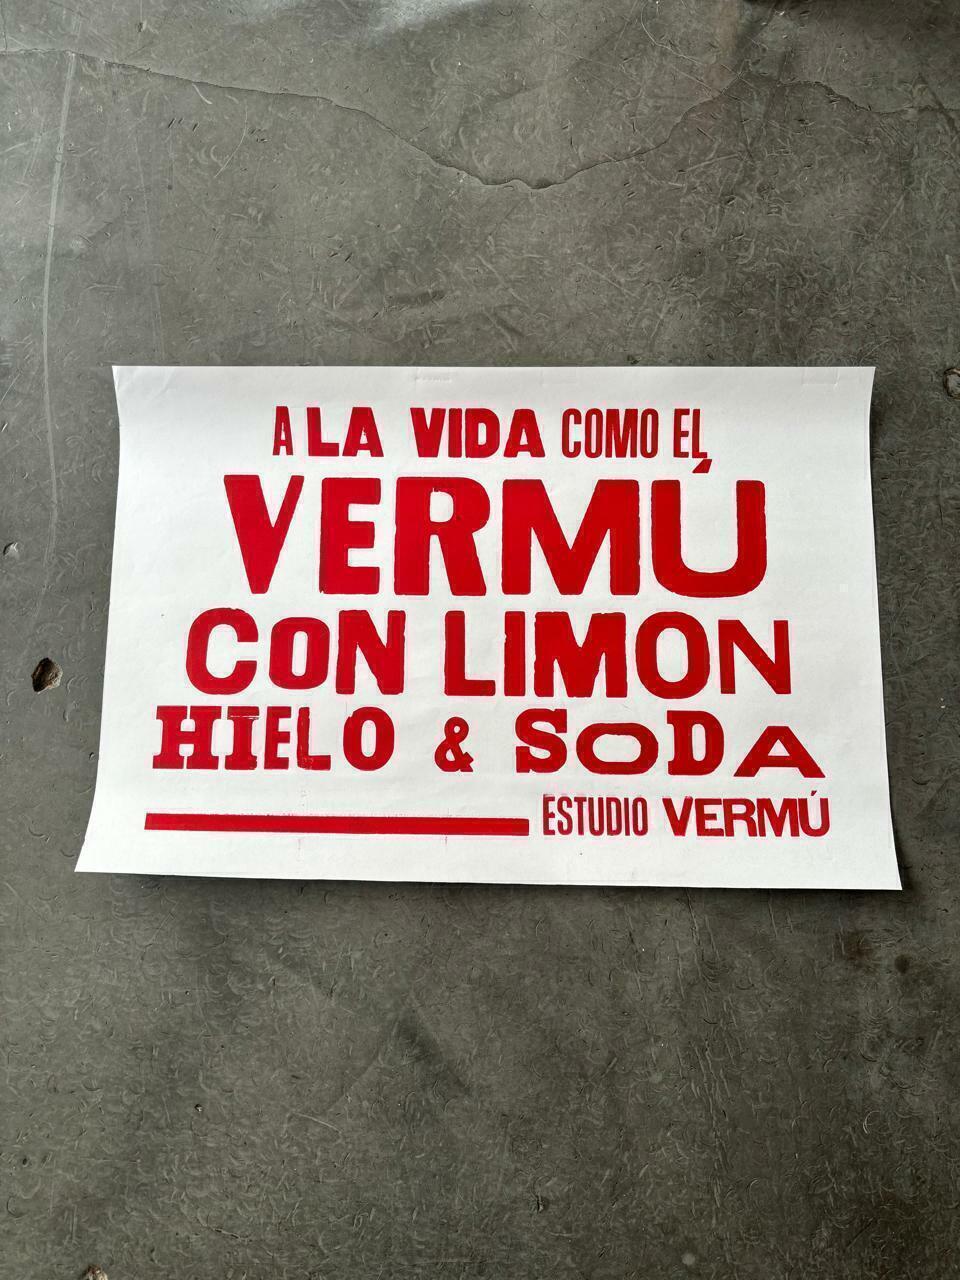 A LA VIDA COMO EL
VERMÚ
CON LIMON
HIELO & SODA
ESTUDIO VERMÚ